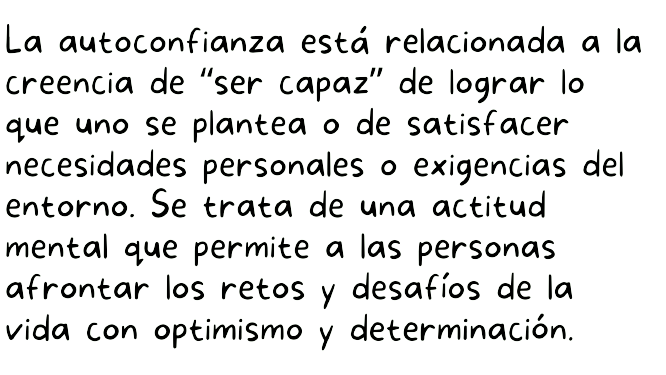 La autoconfianza está relacionada a la
creencia de “ser capaz” de lograr lo
que uno se plantea o de satisfacer
necesidades personales o exigencias del
entorno. Se trata de una actitud
mental que permite a las personas
afrontar los retos y desafíos de la
vida con optimismo y determinación.